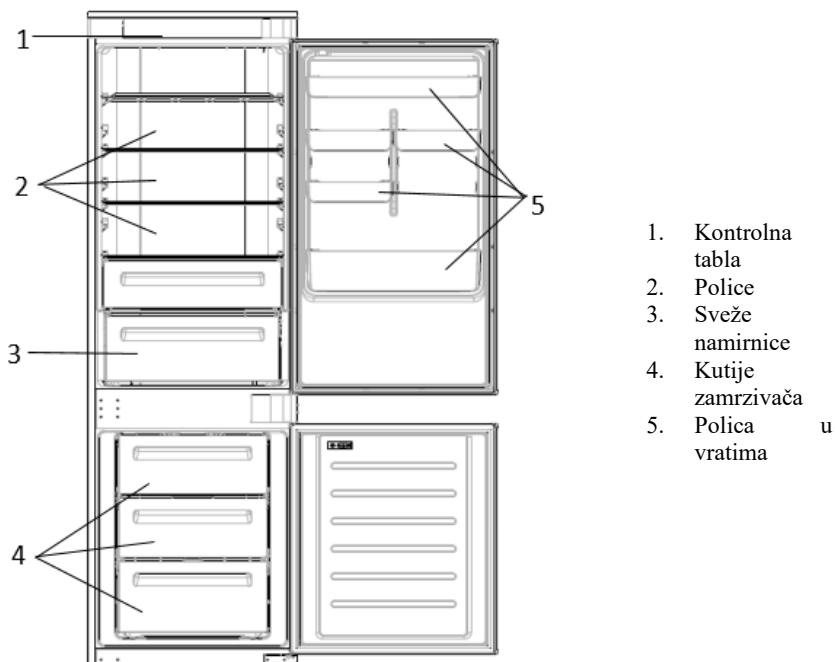 1
2
3
4
5
1. Kontrolna
tabla
2. Police
3. Sveže
namirnice
4. Kutije
zamrzivača
5. Polica u
vratima